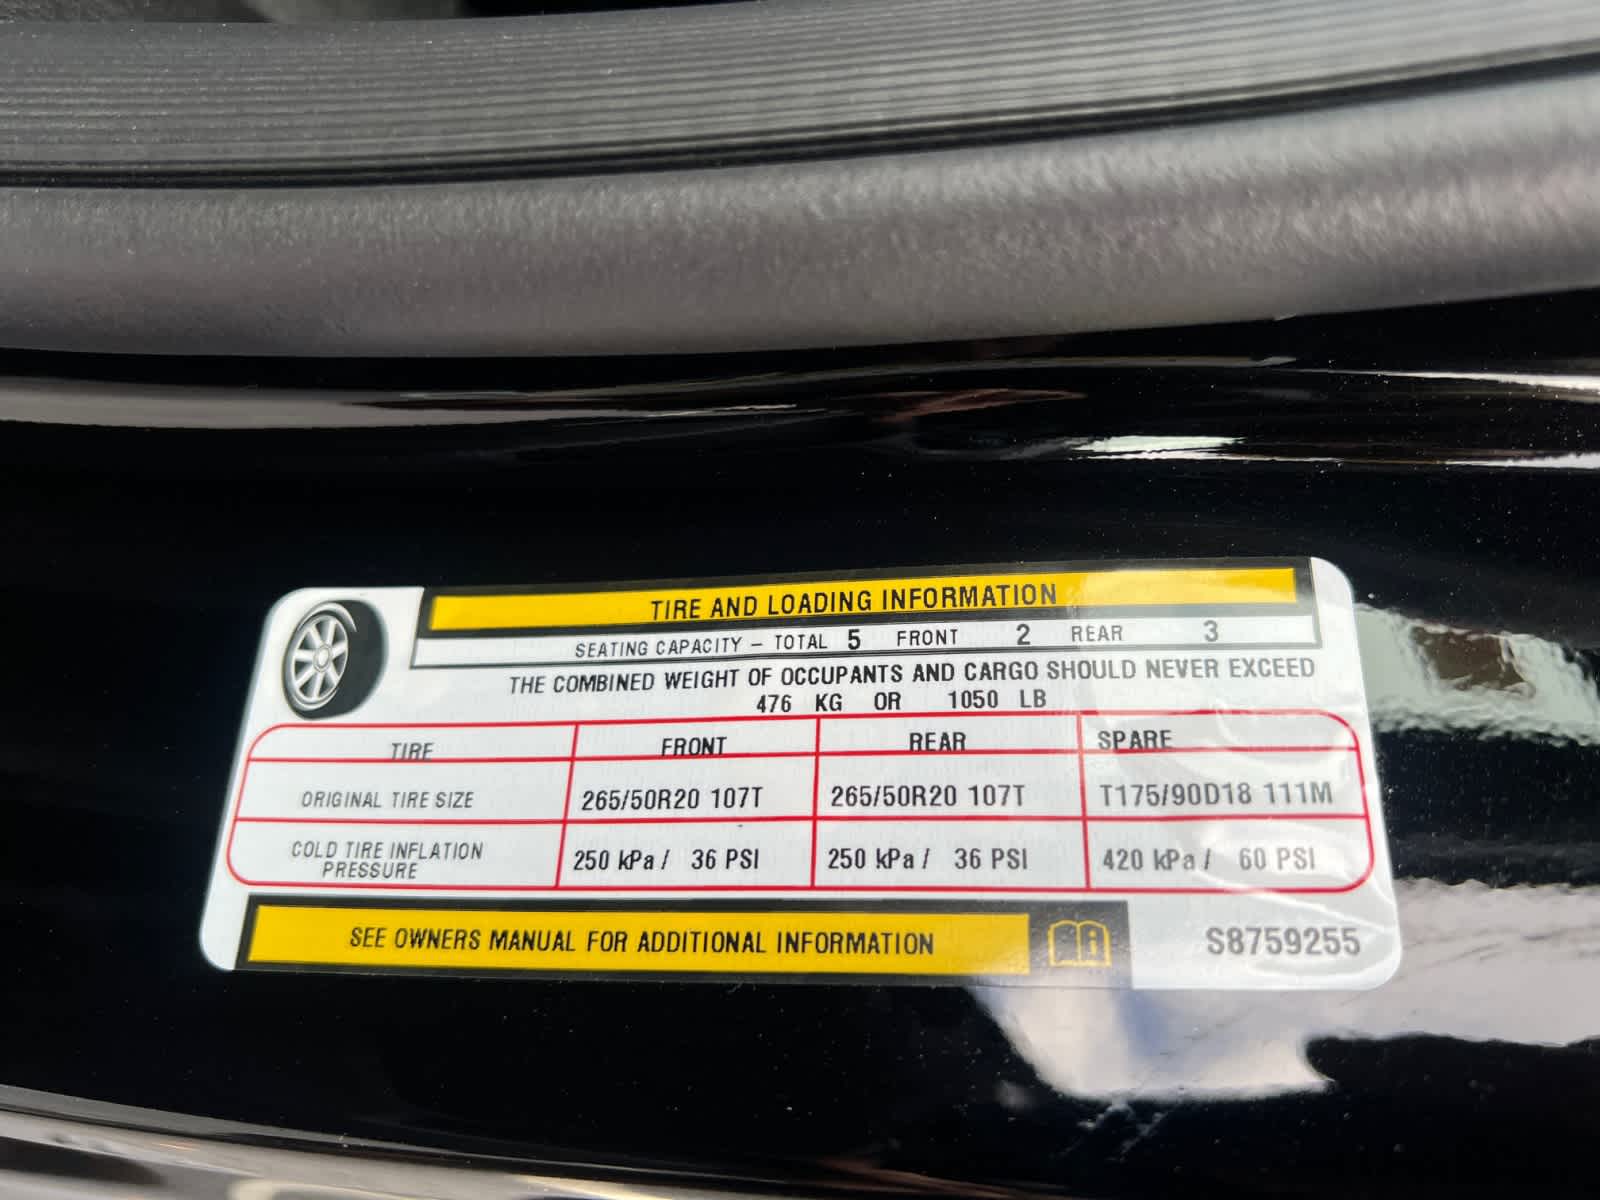 TIRE AND LOADING INFORMATION
SEATING CAPACITY – TOTAL 5 FRONT 2 REAR 3
THE COMBINED WEIGHT OF OCCUPANTS AND CARGO SHOULD NEVER EXCEED
476 KG OR 1050 LB
TIRE FRONT REAR SPARE
ORIGINAL TIRE SIZE 265/50R20 107T 265/50R20 107T T175/90D18 111M
COLD TIRE INFLATION PRESSURE 250 kPa / 36 PSI 250 kPa / 36 PSI 420 kPa / 60 PSI
SEE OWNERS MANUAL FOR ADDITIONAL INFORMATION
S8759255